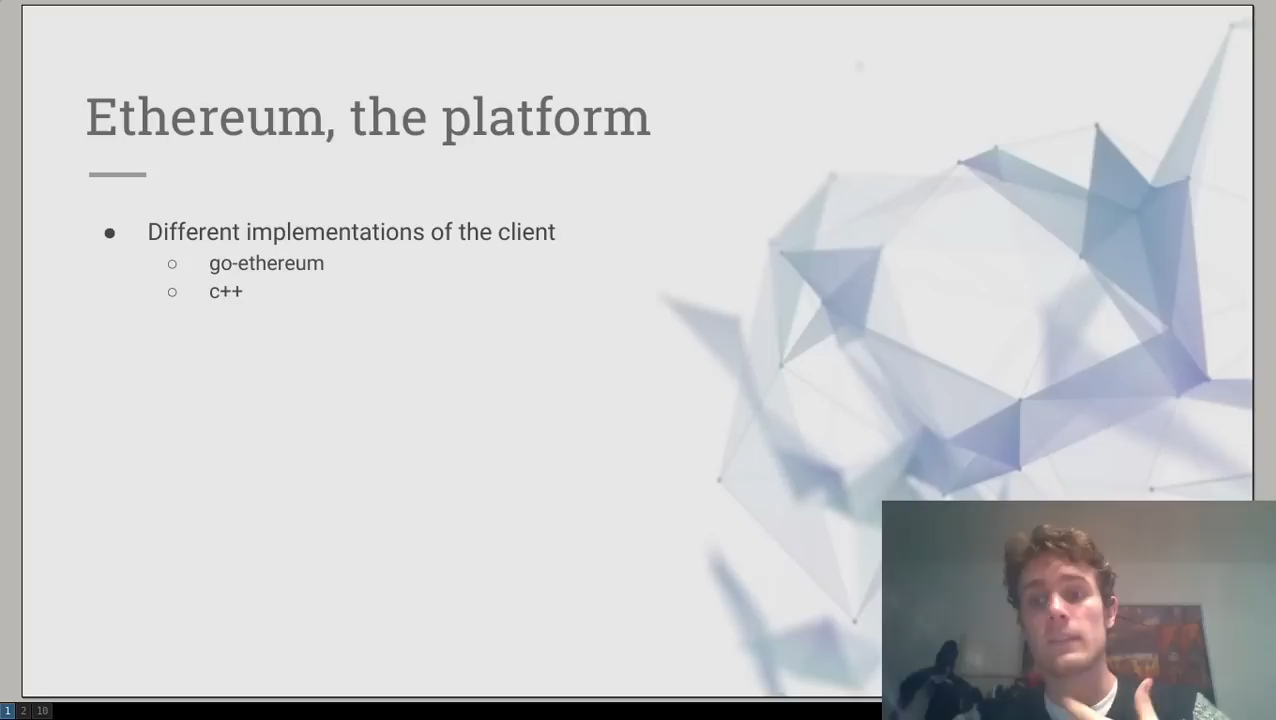 Ethereum, the platform
● Different implementations of the client
○ go-ethereum
○ c++
1 2 10